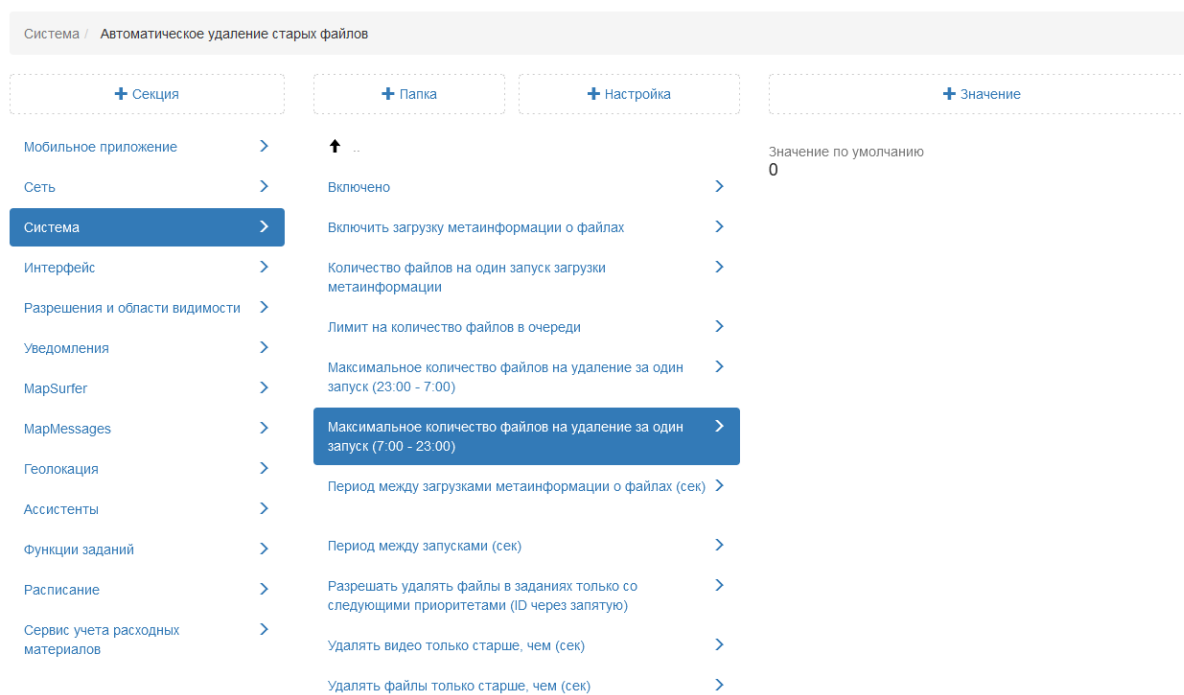 Система / Автоматическое удаление старых файлов
+ Секция
+ Папка
+ Настройка
+ Значение
Мобильное приложение
Сеть
Система
Интерфейс
Разрешения и области видимости
Уведомления
MapSurfer
MapMessages
Геолокация
Ассистенты
Функции заданий
Расписание
Сервис учета расходных
материалов
..
Включено
Включить загрузку метаинформации о файлах
Количество файлов на один запуск загрузки
метаинформации
Лимит на количество файлов в очереди
Максимальное количество файлов на удаление за один
запуск (23:00 - 7:00)
Максимальное количество файлов на удаление за один
запуск (7:00 - 23:00)
Период между загрузками метаинформации о файлах (сек)
Период между запусками (сек)
Разрешать удалять файлы в заданиях только со
следующими приоритетами (ID через запятую)
Удалять видео только старше, чем (сек)
Удалять файлы только старше, чем (сек)
Значение по умолчанию
0